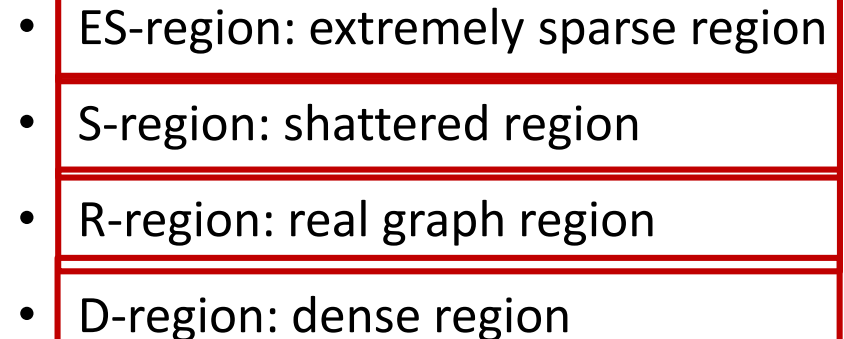 • ES-region: extremely sparse region
• S-region: shattered region
• R-region: real graph region
• D-region: dense region